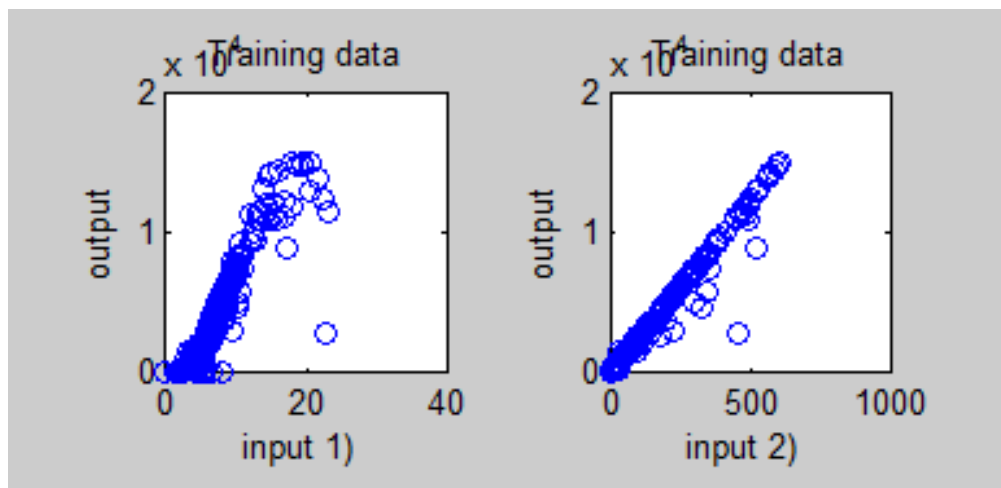 Training data
x 10^4
2
1
0
output
0
20
40
input 1)
Training data
x 10^4
2
1
0
output
0
500
1000
input 2)